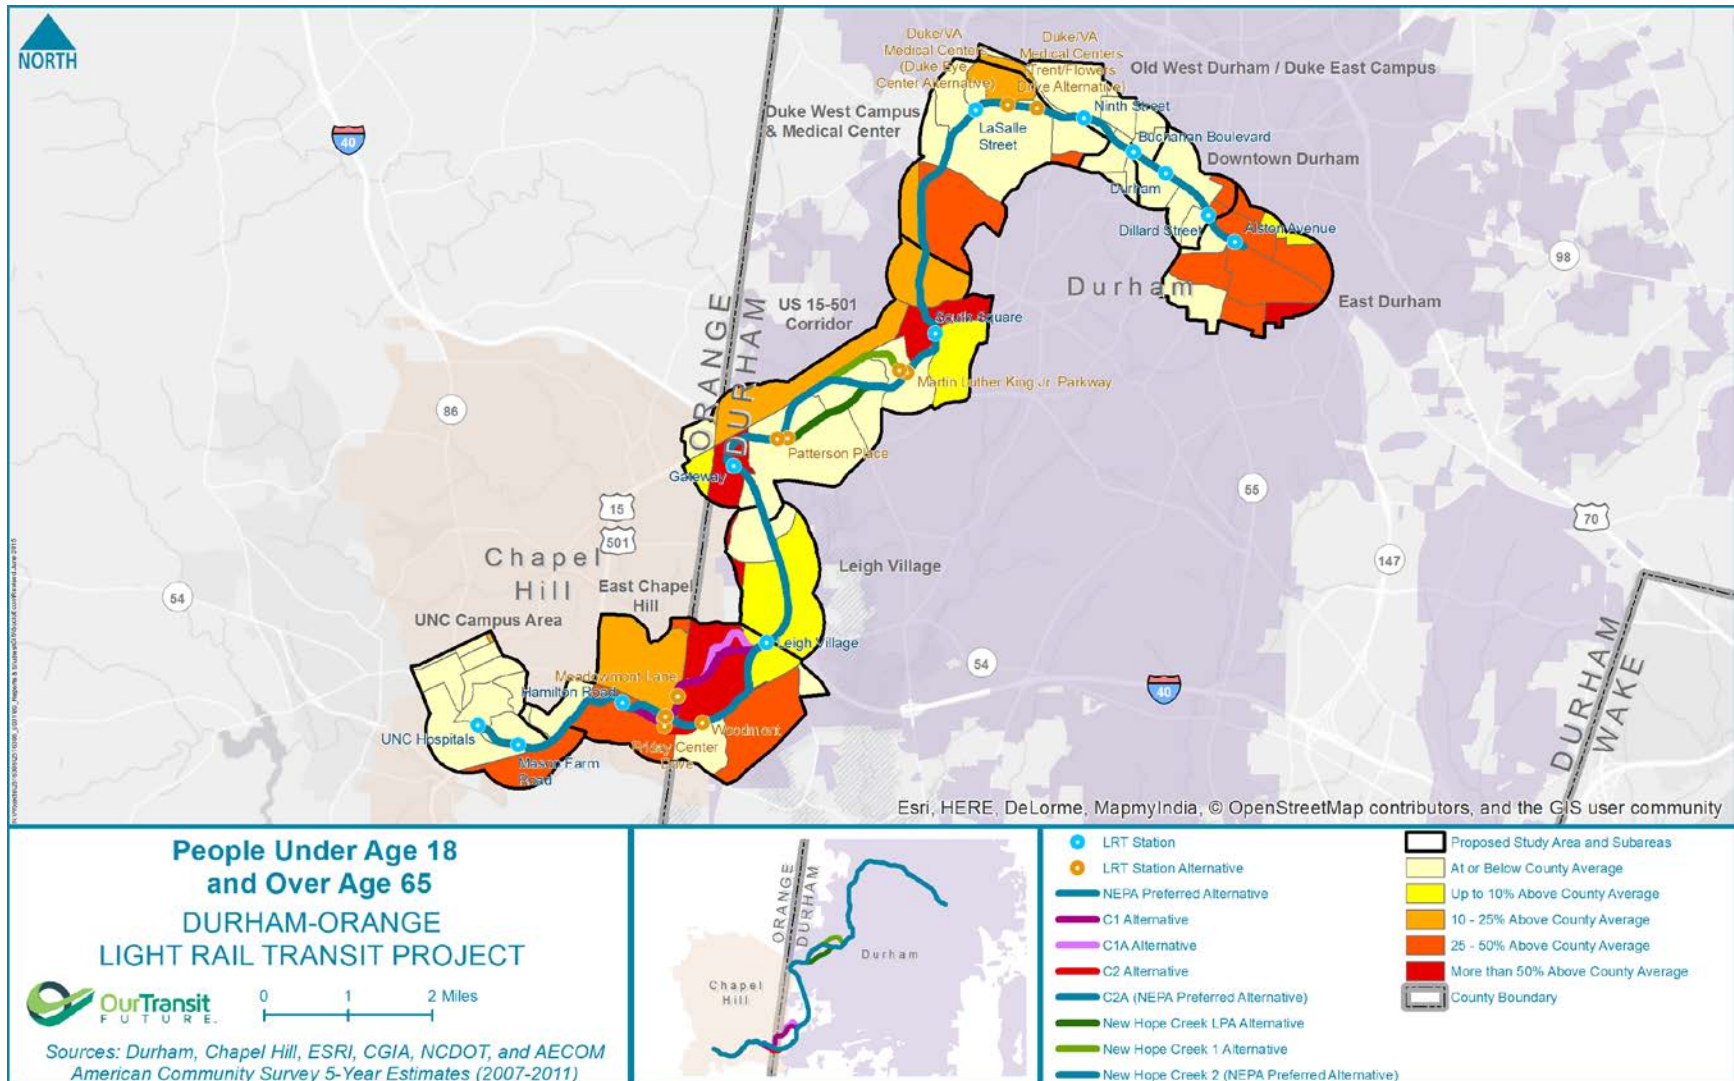 NORTH
Duke/VA
Medical Centers
(Duke Eye
Center Alternative)
Duke/VA
Medical Centers
(Trent/Flowers
Drive Alternative)
Old West Durham / Duke East Campus
Duke West Campus
& Medical Center
LaSalle
Street
Ninth Street
Buchanan Boulevard
Downtown Durham
Durham
Dillard Street
Alston Avenue
East Durham
Durham
98
40
ORANGE
DURHAM
US 15-501
Corridor
South Square
Martin Luther King Jr. Parkway
86
Patterson Place
Gateway
15
501
55
70
147
Chapel
Hill
East Chapel
Hill
Leigh Village
54
UNC Campus Area
Leigh Village
54
40
Meadowmont Lane
Hamilton Road
Woodmont
UNC Hospitals
Friday Center
Drive
Mason Farm
Road
DURHAM
WAKE
Esri, HERE, DeLorme, MapmyIndia, © OpenStreetMap contributors, and the GIS user community
People Under Age 18
and Over Age 65
DURHAM-ORANGE
LIGHT RAIL TRANSIT PROJECT
OurTransit
FUTURE
0 1 2 Miles
Sources: Durham, Chapel Hill, ESRI, CGIA, NCDOT, and AECOM
American Community Survey 5-Year Estimates (2007-2011)
ORANGE
DURHAM
Durham
Chapel
Hill
LRT Station
LRT Station Alternative
NEPA Preferred Alternative
C1 Alternative
C1A Alternative
C2 Alternative
C2A (NEPA Preferred Alternative)
New Hope Creek LPA Alternative
New Hope Creek 1 Alternative
New Hope Creek 2 (NEPA Preferred Alternative)
Proposed Study Area and Subareas
At or Below County Average
Up to 10% Above County Average
10 - 25% Above County Average
25 - 50% Above County Average
More than 50% Above County Average
County Boundary